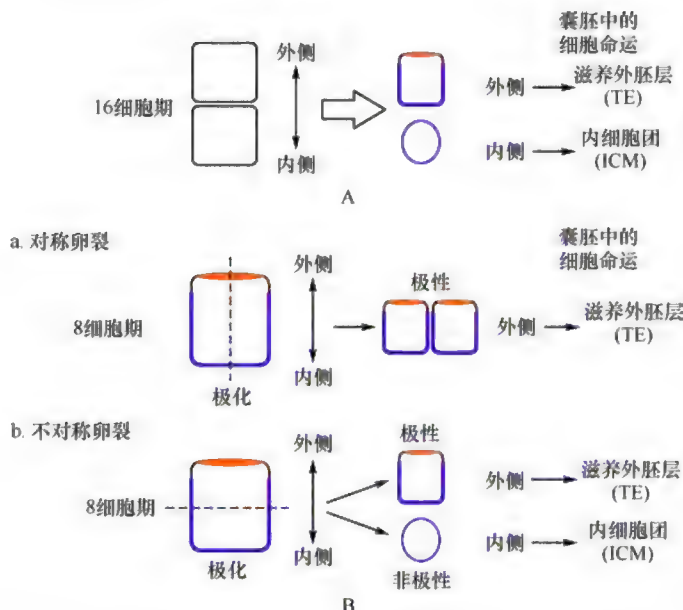 囊胚中的
细胞命运
外侧
16细胞期
内侧
外侧
滋养外胚层
(TE)
内侧
内细胞团
(ICM)
A
a. 对称卵裂
囊胚中的
细胞命运
外侧
极性
8细胞期
外侧
滋养外胚层
(TE)
内侧
极化
b. 不对称卵裂
外侧
极性
外侧
滋养外胚层
(TE)
8细胞期
内侧
内侧
内细胞团
(ICM)
极化
非极性
B